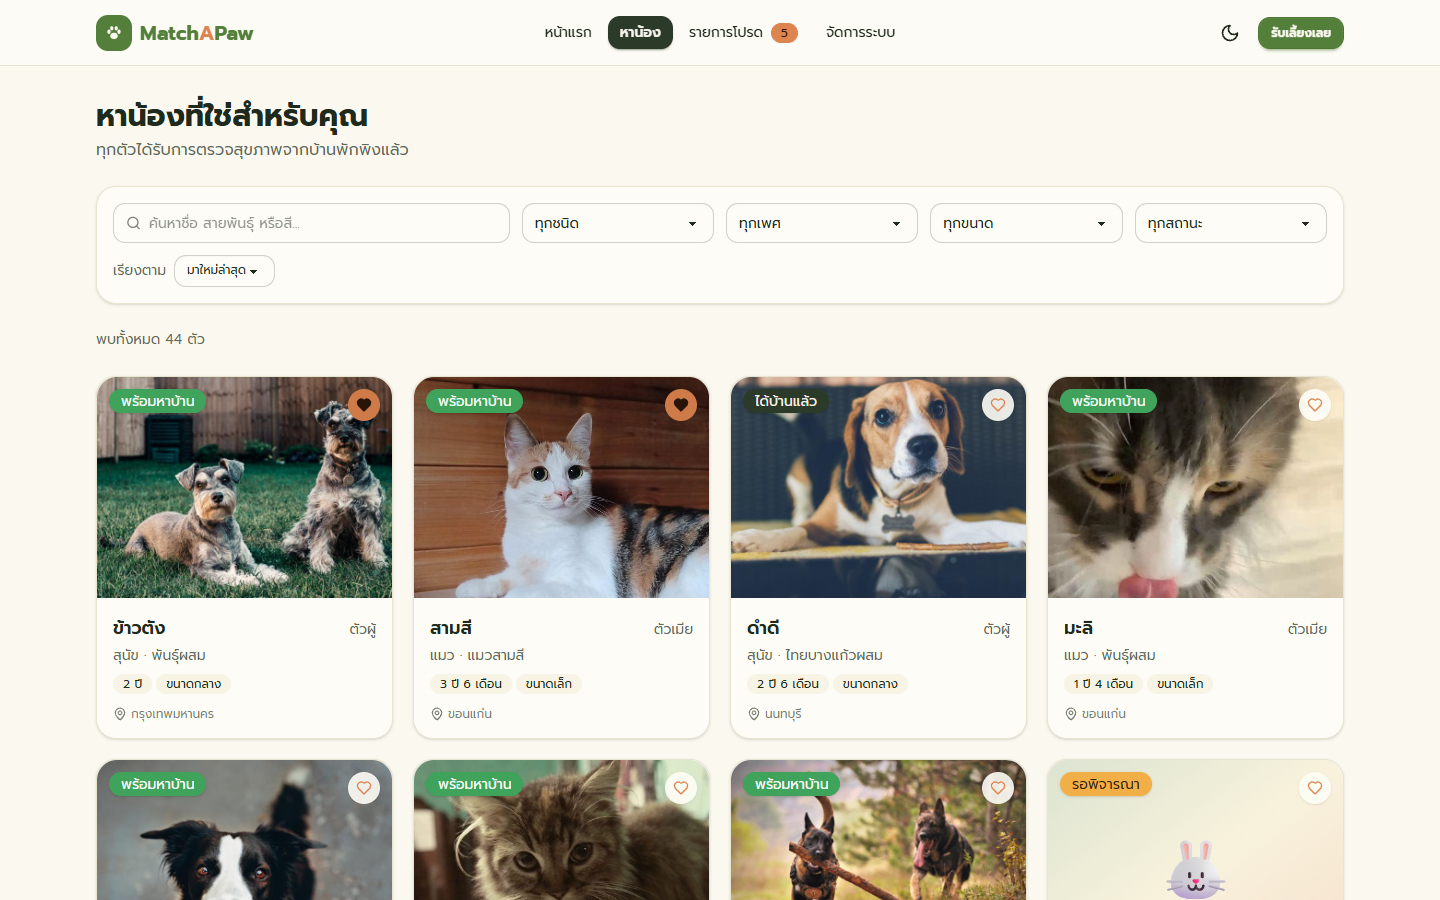 MatchAPaw
หน้าแรก
หาน้อง
รายการโปรด 5
จัดการระบบ
รับเลี้ยงเลย
หาน้องที่ใช่สำหรับคุณ
ทุกตัวได้รับการตรวจสุขภาพจากบ้านพักพิงแล้ว
ค้นหาชื่อ สายพันธุ์ หรือสี...
ทุกชนิด
ทุกเพศ
ทุกขนาด
ทุกสถานะ
เรียงตาม
มาใหม่ล่าสุด
พบทั้งหมด 44 ตัว
พร้อมหาบ้าน
ข้าวตัง
ตัวผู้
สุนัข · พันธุ์ผสม
2 ปี
ขนาดกลาง
กรุงเทพมหานคร
พร้อมหาบ้าน
สามสี
ตัวเมีย
แมว · แมวสามสี
3 ปี 6 เดือน
ขนาดเล็ก
ขอนแก่น
ได้บ้านแล้ว
ดำดี
ตัวผู้
สุนัข · ไทยบางแก้วผสม
2 ปี 6 เดือน
ขนาดกลาง
นนทบุรี
พร้อมหาบ้าน
มะลิ
ตัวเมีย
แมว · พันธุ์ผสม
1 ปี 4 เดือน
ขนาดเล็ก
ขอนแก่น
พร้อมหาบ้าน
พร้อมหาบ้าน
พร้อมหาบ้าน
รอพิจารณา